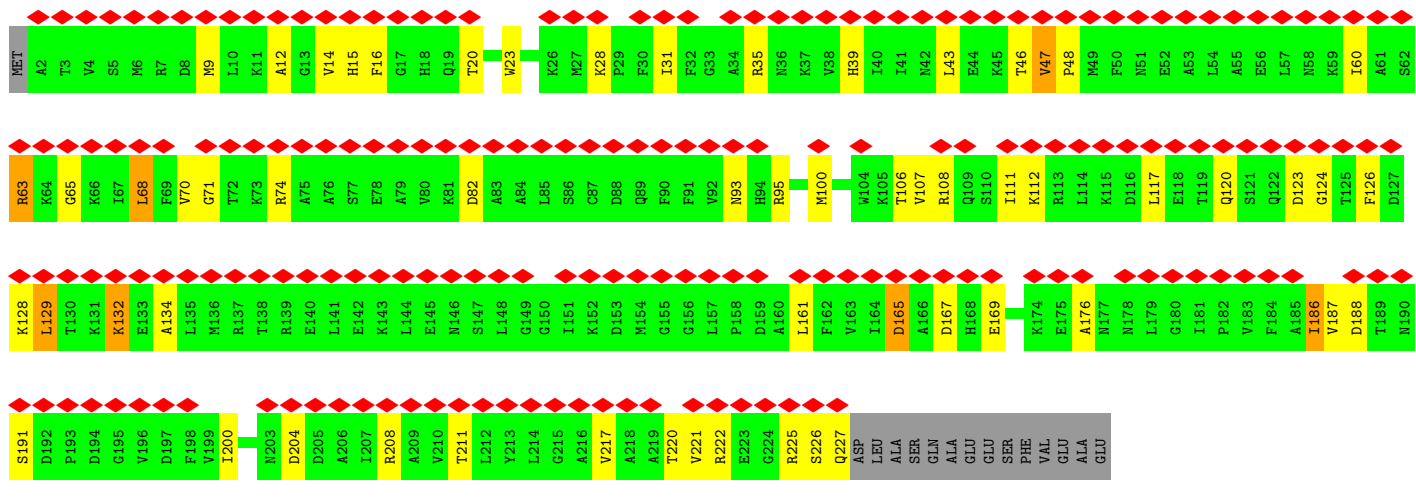 MET A2 T3 V4 S5 M6 R7 D8 M9 L10 K11 A12 G13 V14 H15 F16 G17 H18 Q19 T20 W23 K26 M27 K28 P29 F30 I31 F32 G33 A34 R35 N36 K37 V38 H39 I40 I41 N42 L43 E44 K45 T46 V47 P48 M49 F50 N51 E52 A53 L54 A55 E56 L57 N58 K59 I60 A61 S62
R63 K64 G65 K66 I67 L68 F69 V70 G71 T72 K73 R74 A75 A76 S77 E78 A79 V80 K81 D82 A83 A84 L85 S86 C87 D88 Q89 F90 F91 V92 N93 H94 R95 M100 W104 K105 T106 V107 R108 Q109 S110 I111 K112 R113 L114 K115 D116 L117 E118 T119 Q120 S121 Q122 D123 G124 T125 F126 D127
K128 L129 T130 K131 K132 E133 A134 L135 M136 R137 T138 R139 E140 L141 E142 K143 L144 E145 N146 S147 L148 G149 G150 I151 K152 D153 M154 G155 G156 L157 P158 D159 A160 L161 F162 V163 I164 D165 A166 D167 H168 E169 K174 E175 A176 N177 N178 L179 G180 I181 P182 V183 F184 A185 I186 V187 D188 T189 N190
S191 D192 P193 D194 G195 V196 D197 F198 V199 I200 N203 D204 D205 A206 I207 R208 A209 V210 T211 L212 Y213 L214 G215 A216 V217 A218 A219 T220 V221 R222 E223 G224 R225 S226 Q227 ASP LEU ALA SER GLN ALA GLU GLU SER PHE VAL GLU ALA GLU